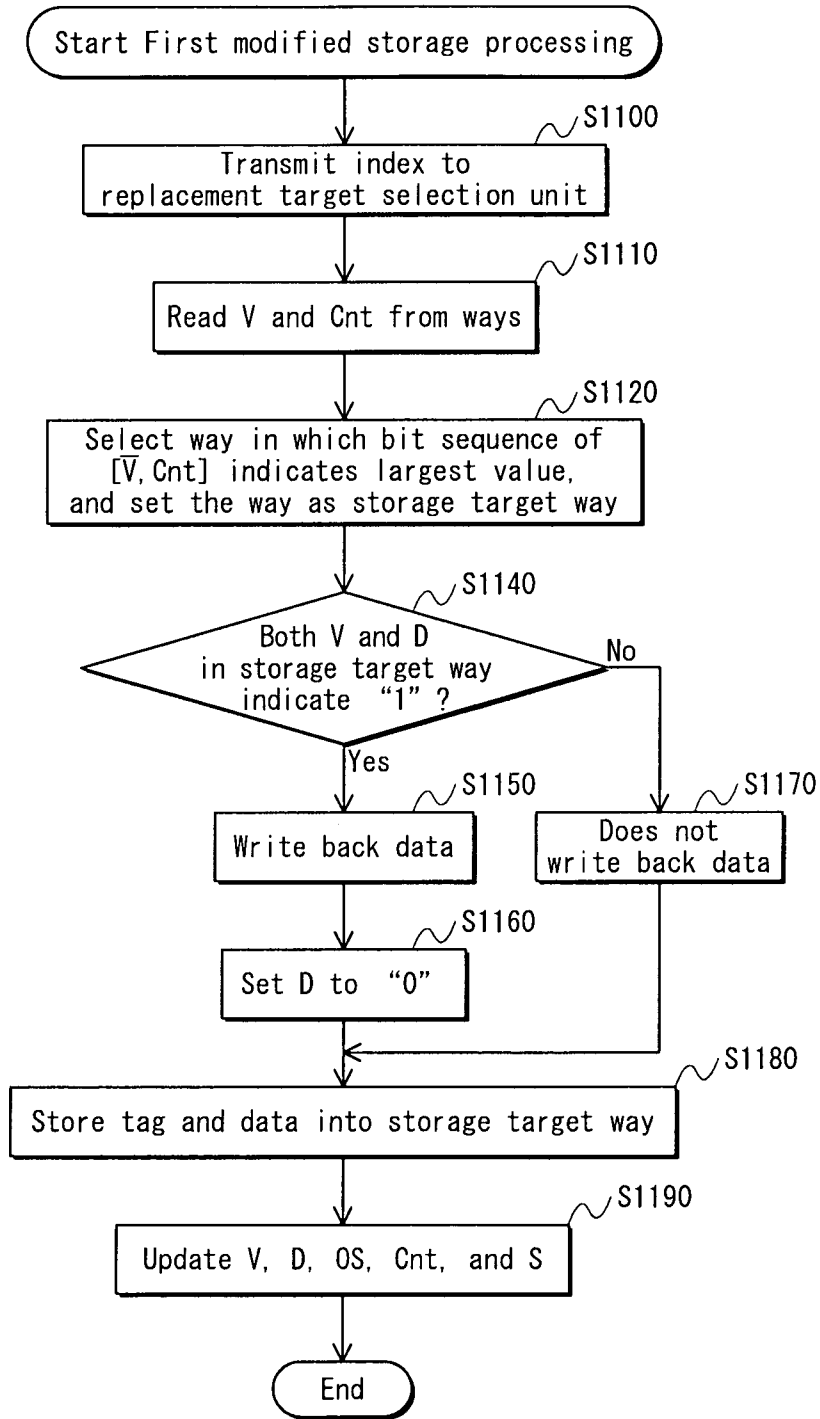 Start First modified storage processing
S1100
Transmit index to
replacement target selection unit
S1110
Read V and Cnt from ways
S1120
Select way in which bit sequence of
[V̅, Cnt] indicates largest value,
and set the way as storage target way
S1140
Both V and D
in storage target way
indicate “1” ?
No
Yes
S1150
Write back data
S1170
Does not
write back data
S1160
Set D to “0”
S1180
Store tag and data into storage target way
S1190
Update V, D, OS, Cnt, and S
End